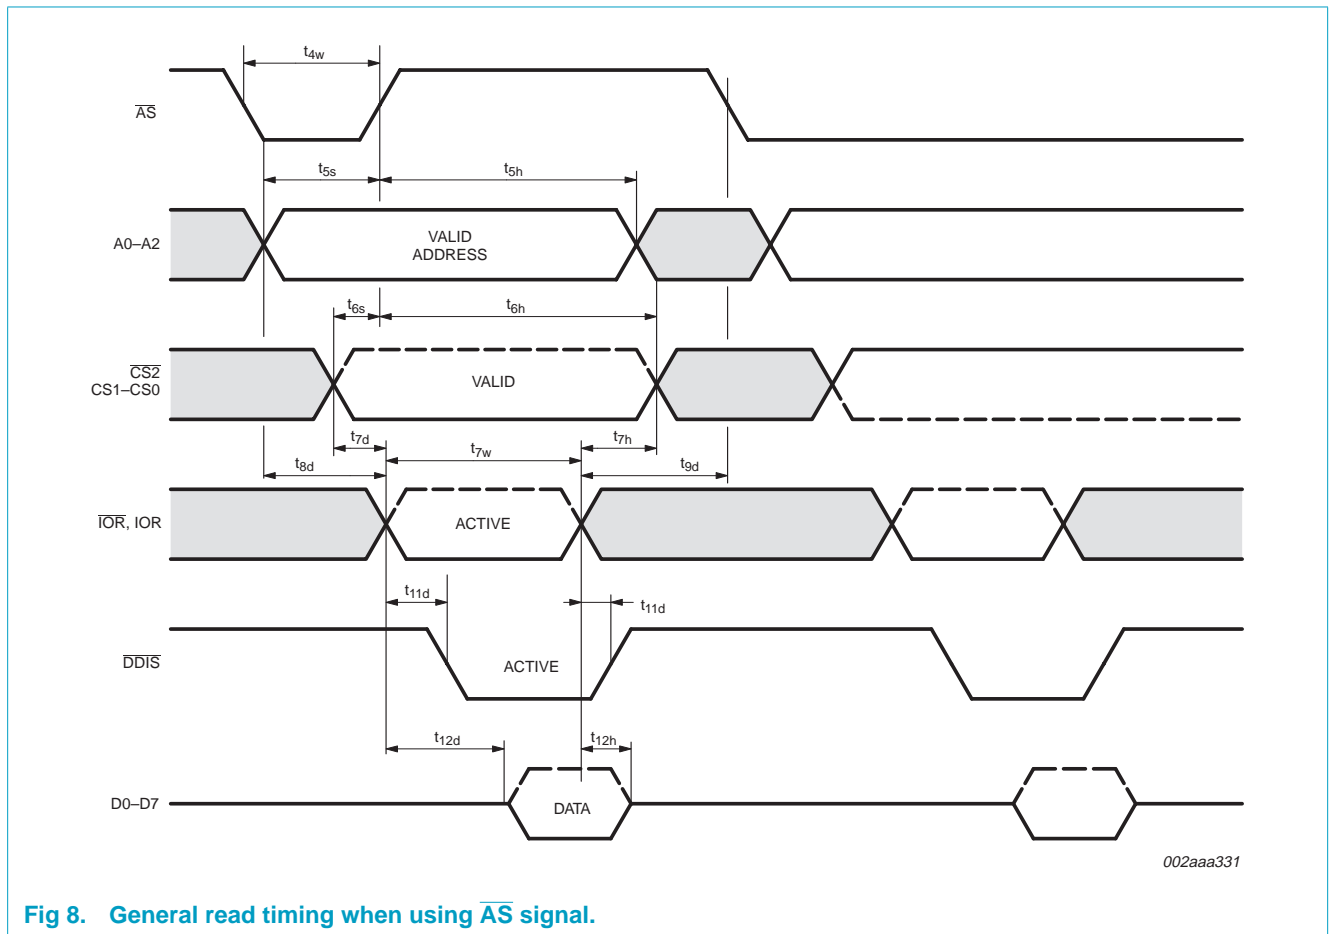 t4w
AS
t5s
t5h
A0–A2
VALID
ADDRESS
t6s
t6h
CS2
CS1–CS0
VALID
t7d
t7w
t7h
t8d
t9d
IOR, IOR
ACTIVE
t11d
t11d
DDIS
ACTIVE
t12d
t12h
D0–D7
DATA
002aaa331
Fig 8. General read timing when using AS signal.